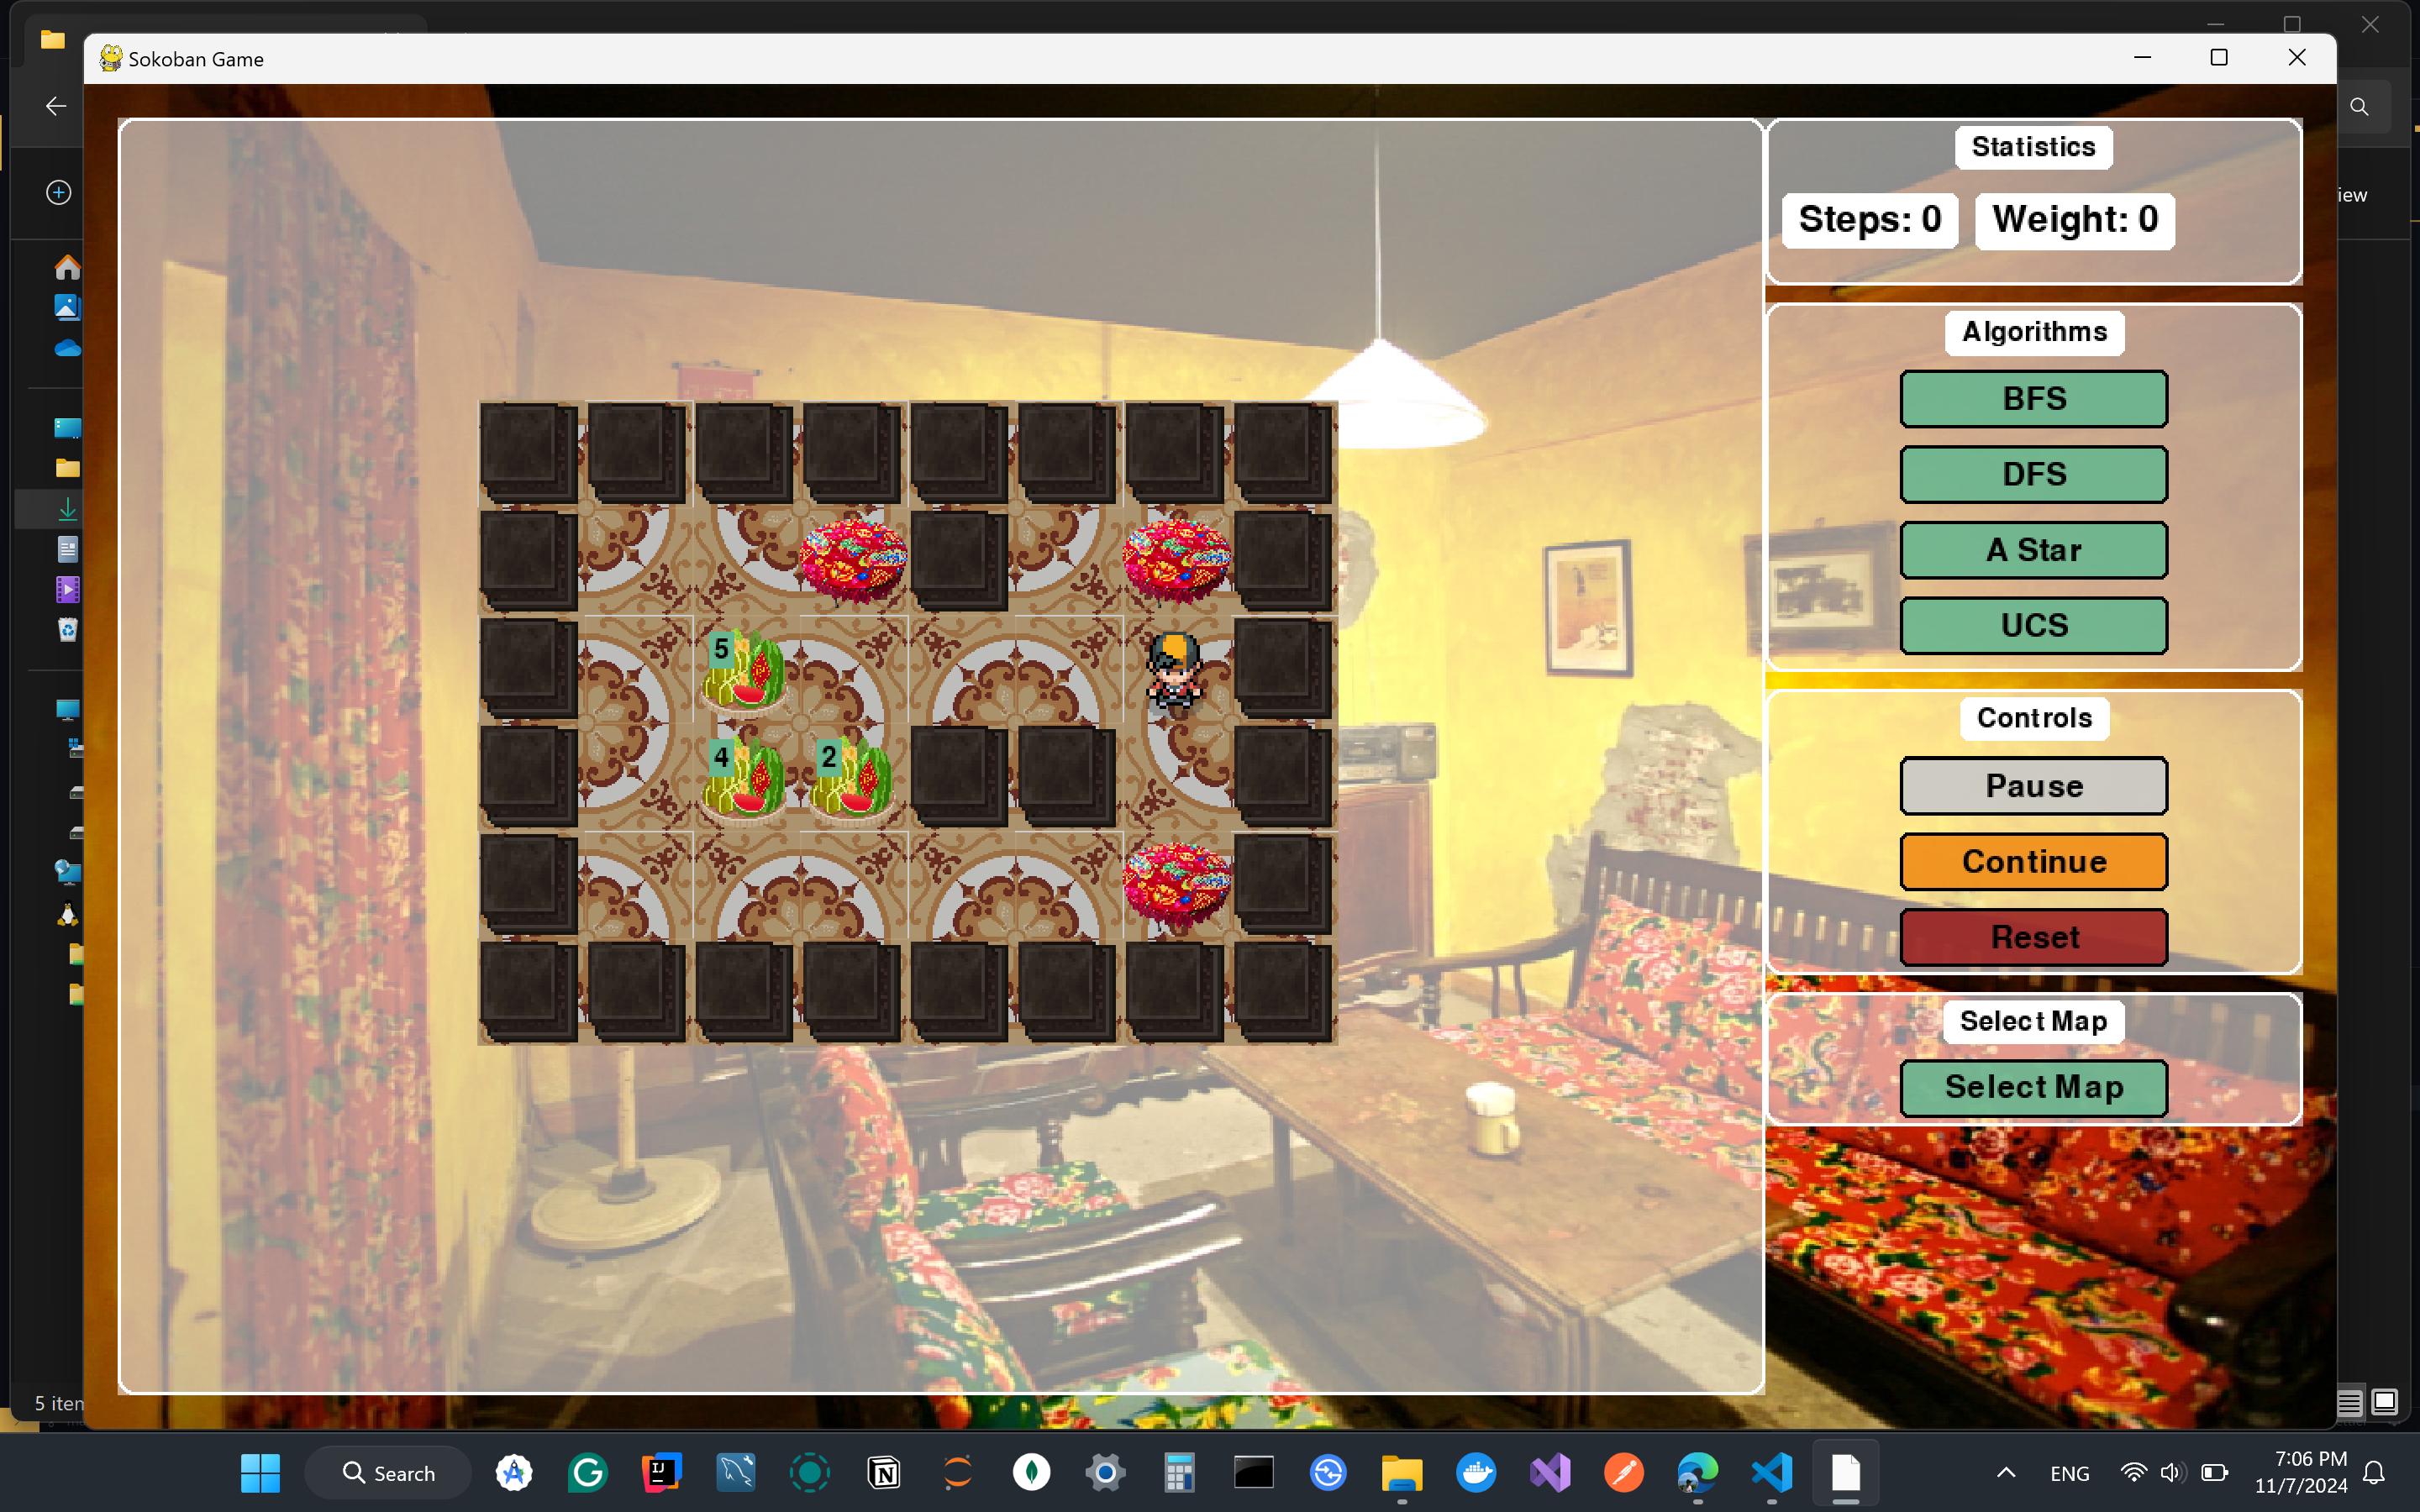 Sokoban Game
iew
Statistics
Steps: 0
Weight: 0
Algorithms
BFS
DFS
A Star
UCS
5
4
2
Controls
Pause
Continue
Reset
Select Map
Select Map
5 iten
Search
ENG
7:06 PM
11/7/2024